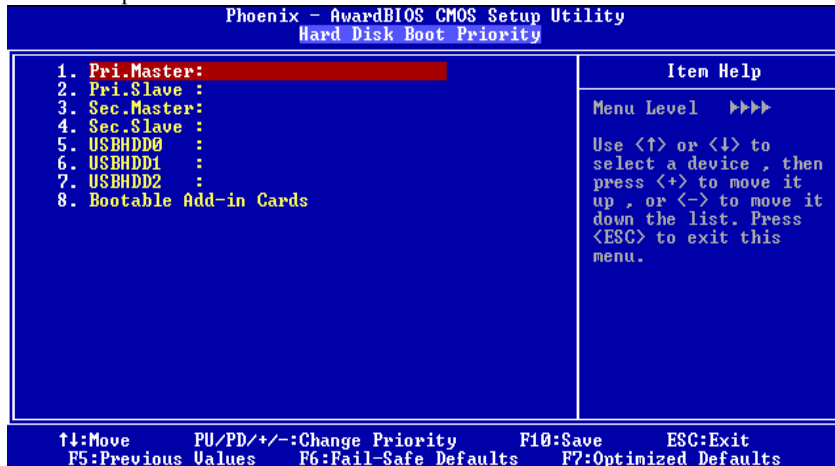 Phoenix - AwardBIOS CMOS Setup Utility
Hard Disk Boot Priority
1. Pri.Master:
2. Pri.Slave :
3. Sec.Master:
4. Sec.Slave :
5. USBHDD0 :
6. USBHDD1 :
7. USBHDD2 :
8. Bootable Add-in Cards
Item Help
Menu Level ▶▶▶▶
Use <↑> or <↓> to
select a device , then
press <+> to move it
up , or <-> to move it
down the list. Press
<ESC> to exit this
menu.
↑↓:Move PU/PD/+/-:Change Priority F10:Save ESC:Exit
F5:Previous Values F6:Fail-Safe Defaults F7:Optimized Defaults